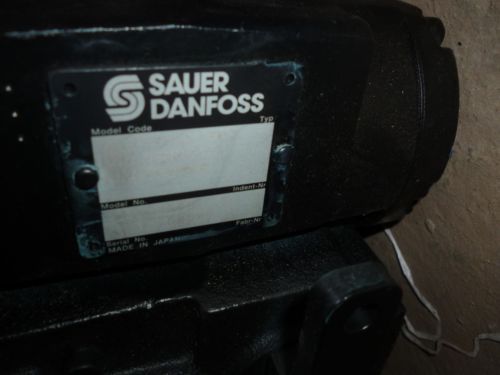 SAUER
DANFOSS
Model Code Typ
Model No. Indent-Nr
Serial No. Fabr-Nr
MADE IN JAPAN